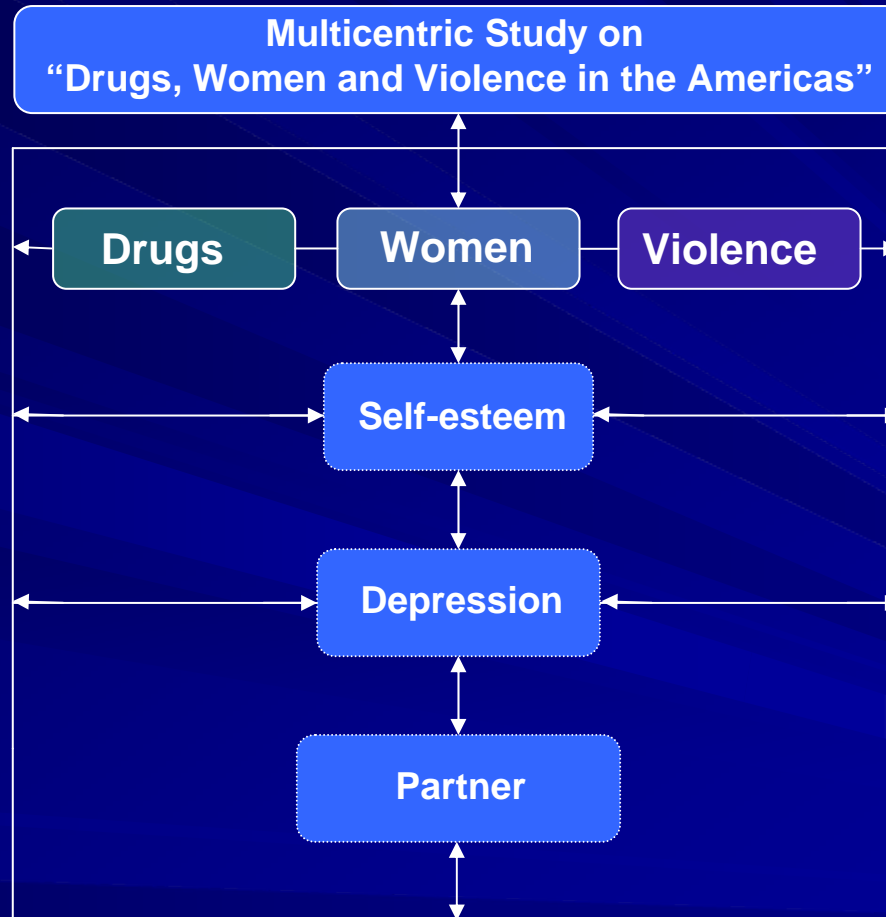 Multicentric Study on
“Drugs, Women and Violence in the Americas”
Drugs Women Violence
Self-esteem
Depression
Partner